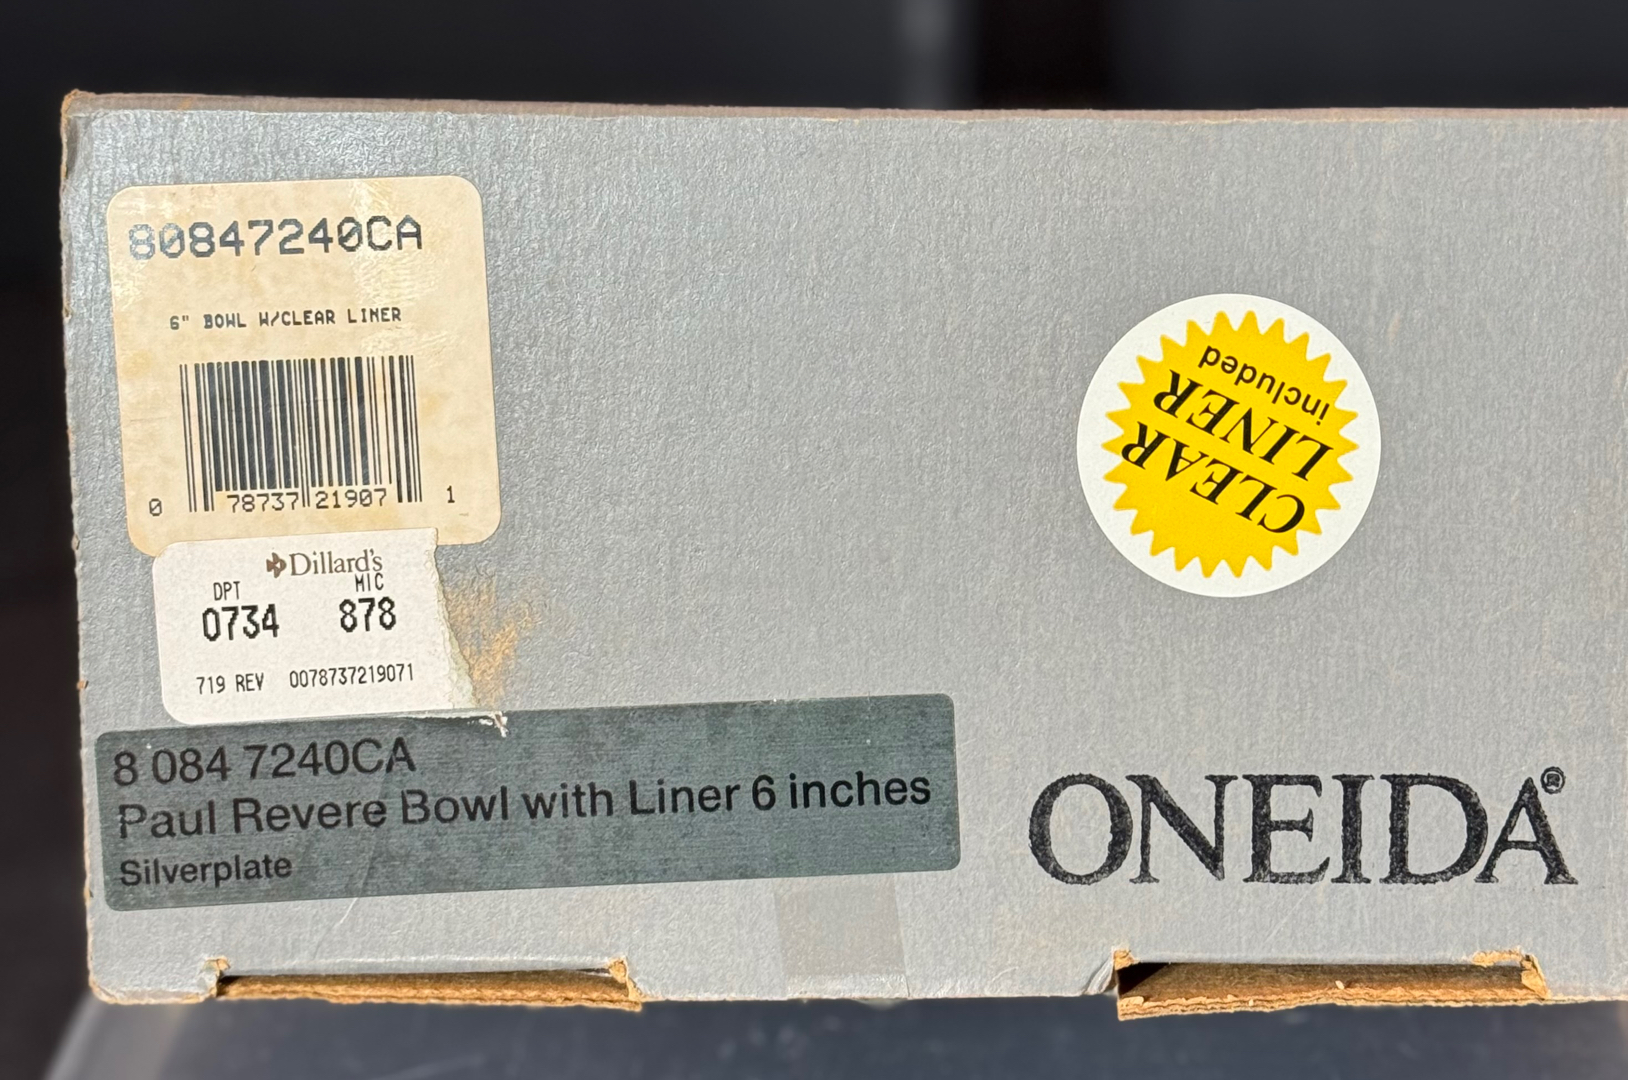 80847240CA
6" BOWL W/CLEAR LINER
0 78737 21907 1
Dillard's
DPT MIC
0734 878
719 REV 0078737219071
8 084 7240CA
Paul Revere Bowl with Liner 6 inches
Silverplate
CLEAR
LINER
included
ONEIDA®